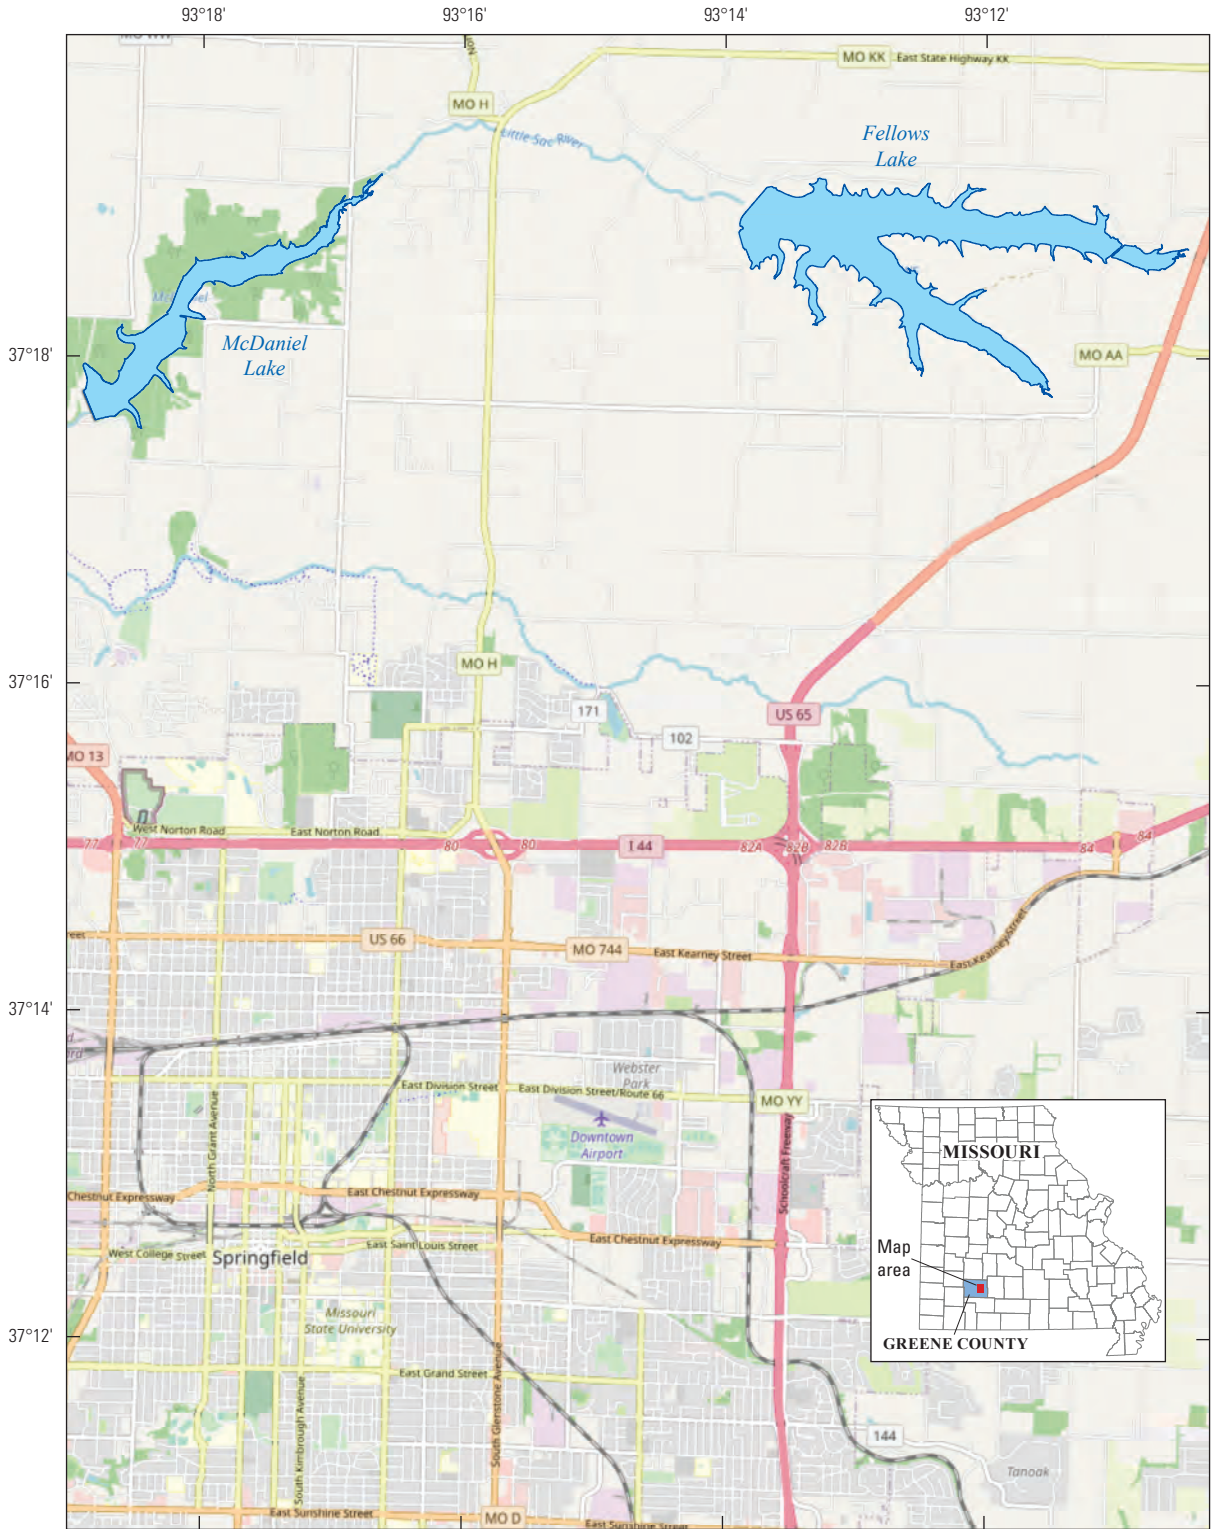 93°18'
93°16'
93°14'
93°12'
MO WW
MO KK
East State Highway KK
MO H
Little Sac River
Fellows
Lake
McDaniel
Lake
37°18'
MO AA
MO H
37°16'
171
US 65
102
MO 13
West Norton Road
East Norton Road
77
77
80
80
I 44
82A
82B
82B
84
84
US 66
MO 744
East Kearney Street
East Kearney Street
37°14'
Webster
Park
East Division Street
East Division Street/Route 66
MO YY
Downtown
Airport
North Grant Avenue
Schoolcraft Freeway
MISSOURI
Chestnut Expressway
East Chestnut Expressway
East Chestnut Expressway
West College Street
Springfield
East Saint Louis Street
Map
area
Missouri
State University
37°12'
GREENE COUNTY
East Grand Street
South Kimbrough Avenue
South Glenstone Avenue
144
Tanoak
East Sunshine Street
MO D
East Sunshine Street